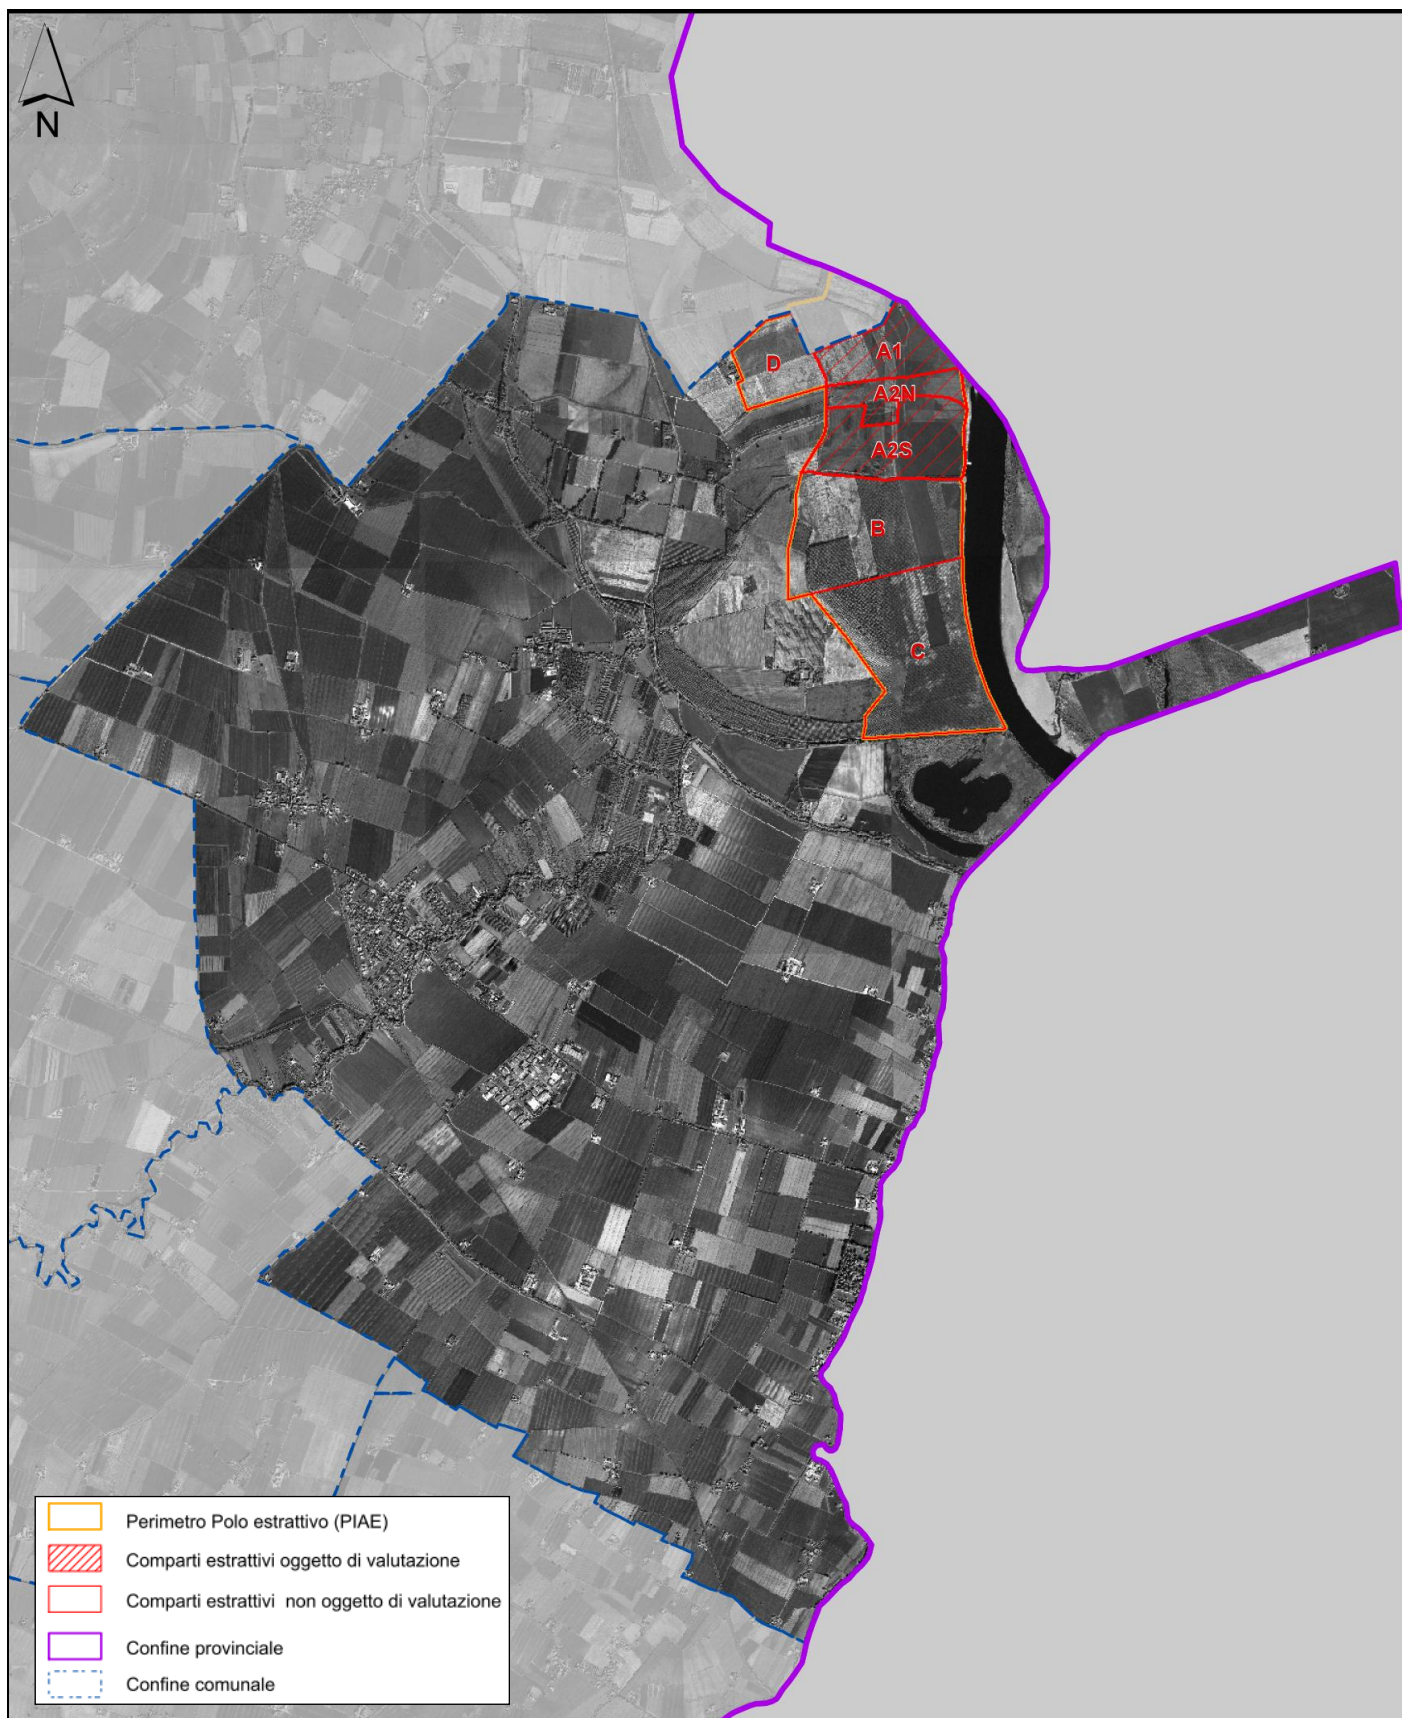 N
D
A1
A2N
A2S
B
C
Perimetro Polo estrattivo (PIAE)
Comparti estrattivi oggetto di valutazione
Comparti estrattivi non oggetto di valutazione
Confine provinciale
Confine comunale